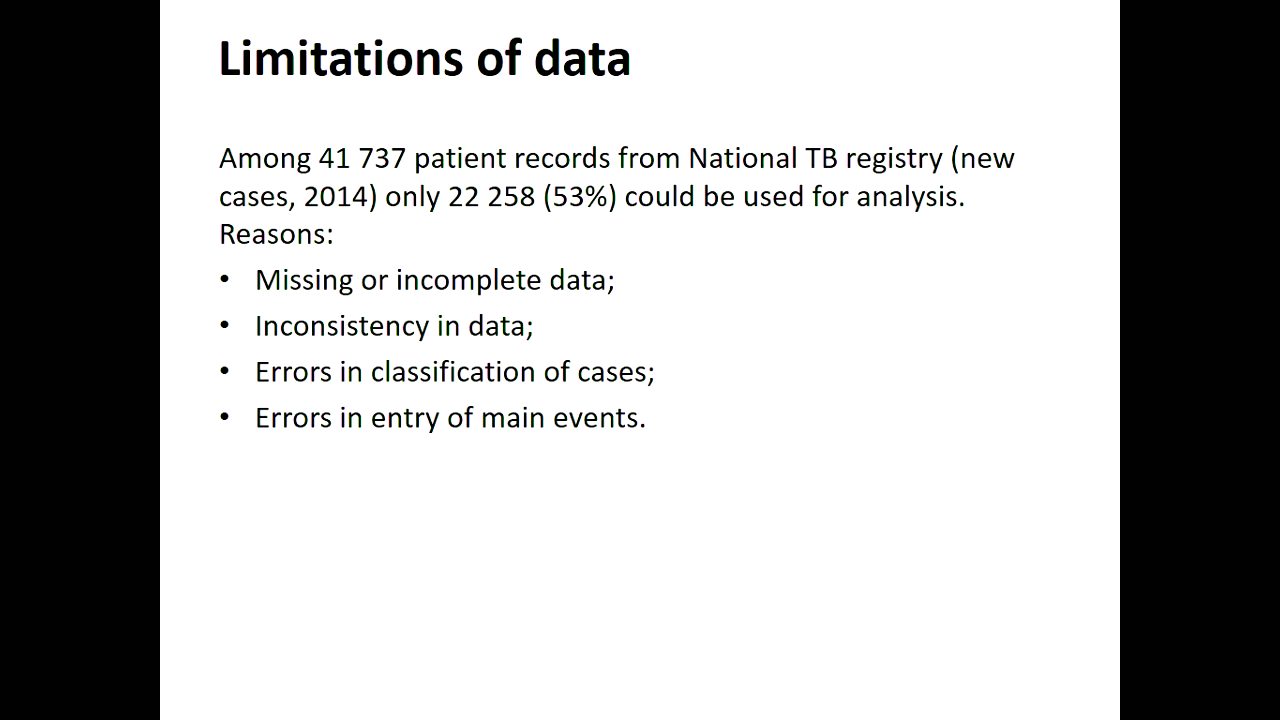 Limitations of data
Among 41 737 patient records from National TB registry (new
cases, 2014) only 22 258 (53%) could be used for analysis.
Reasons:
• Missing or incomplete data;
• Inconsistency in data;
• Errors in classification of cases;
• Errors in entry of main events.